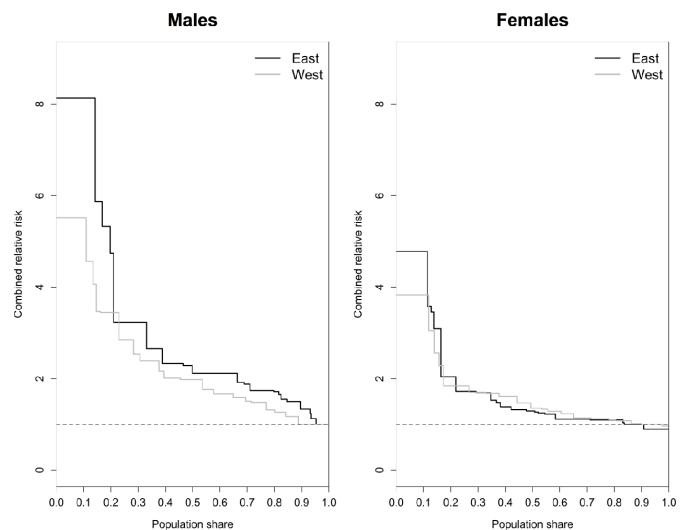 Males
East
West
Combined relative risk
8
6
4
2
0
0.0 0.1 0.2 0.3 0.4 0.5 0.6 0.7 0.8 0.9 1.0
Population share
Females
East
West
Combined relative risk
8
6
4
2
0
0.0 0.1 0.2 0.3 0.4 0.5 0.6 0.7 0.8 0.9 1.0
Population share